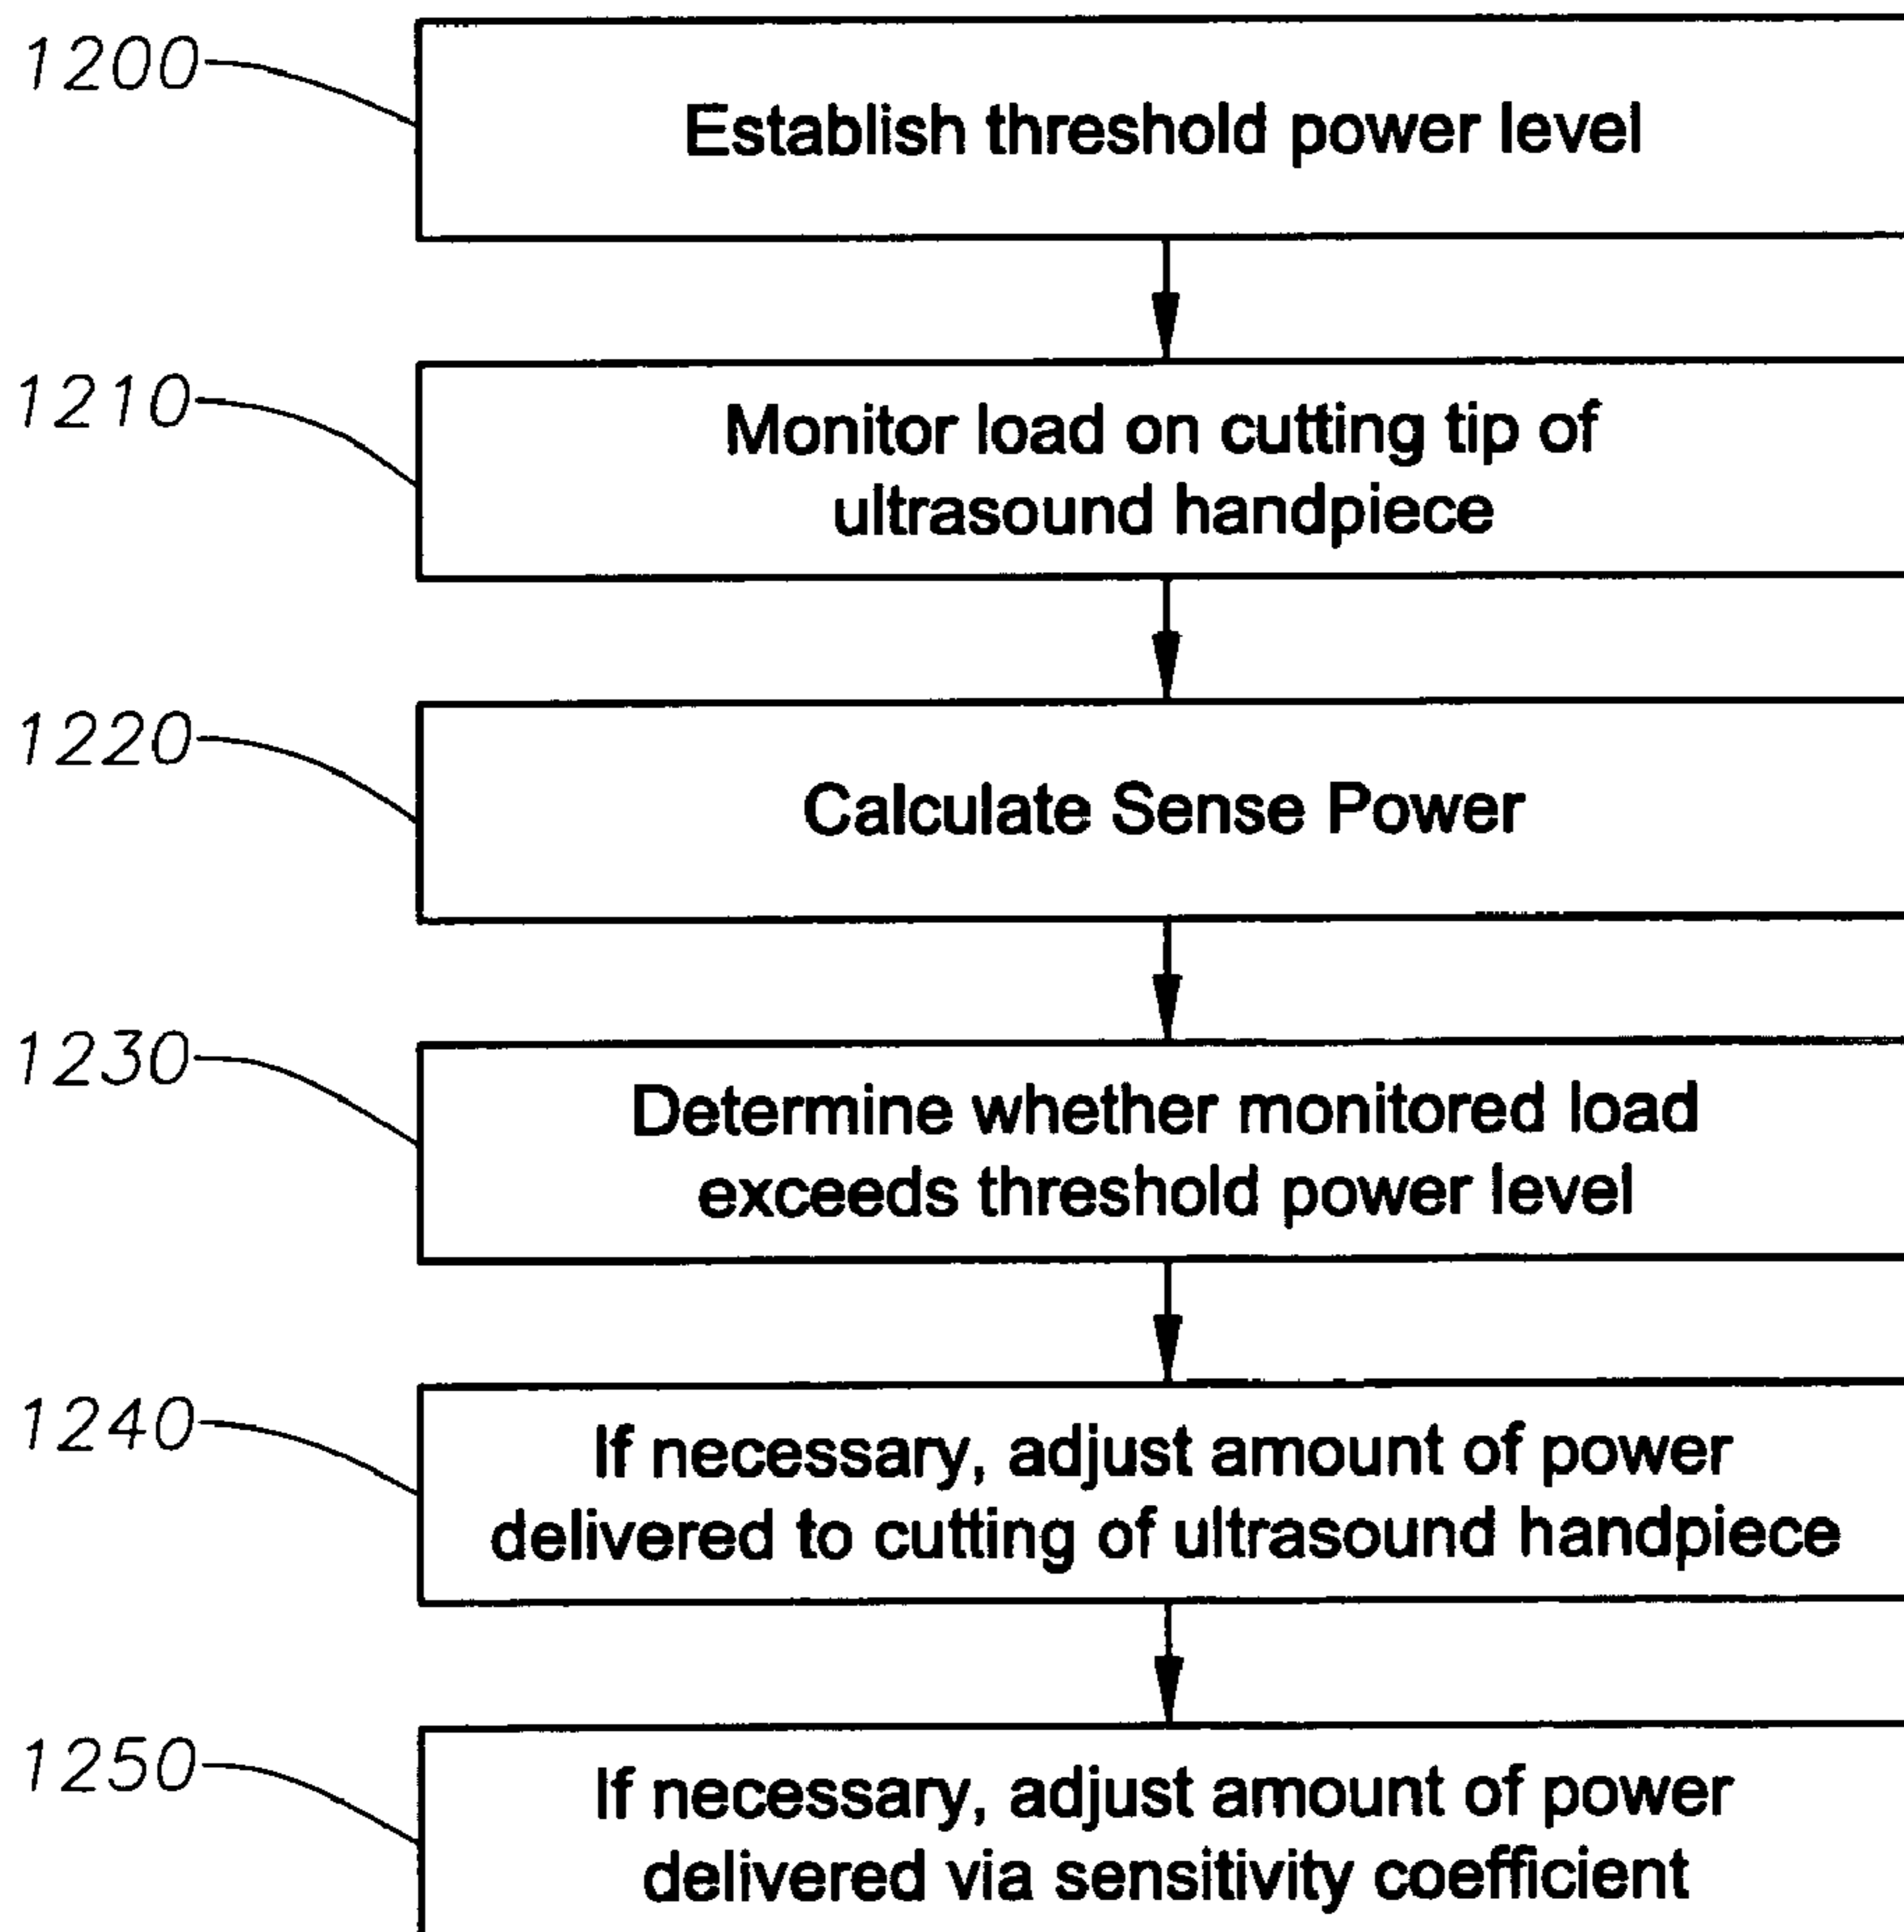 1200
Establish threshold power level
1210
Monitor load on cutting tip of
ultrasound handpiece
1220
Calculate Sense Power
1230
Determine whether monitored load
exceeds threshold power level
1240
If necessary, adjust amount of power
delivered to cutting of ultrasound handpiece
1250
If necessary, adjust amount of power
delivered via sensitivity coefficient